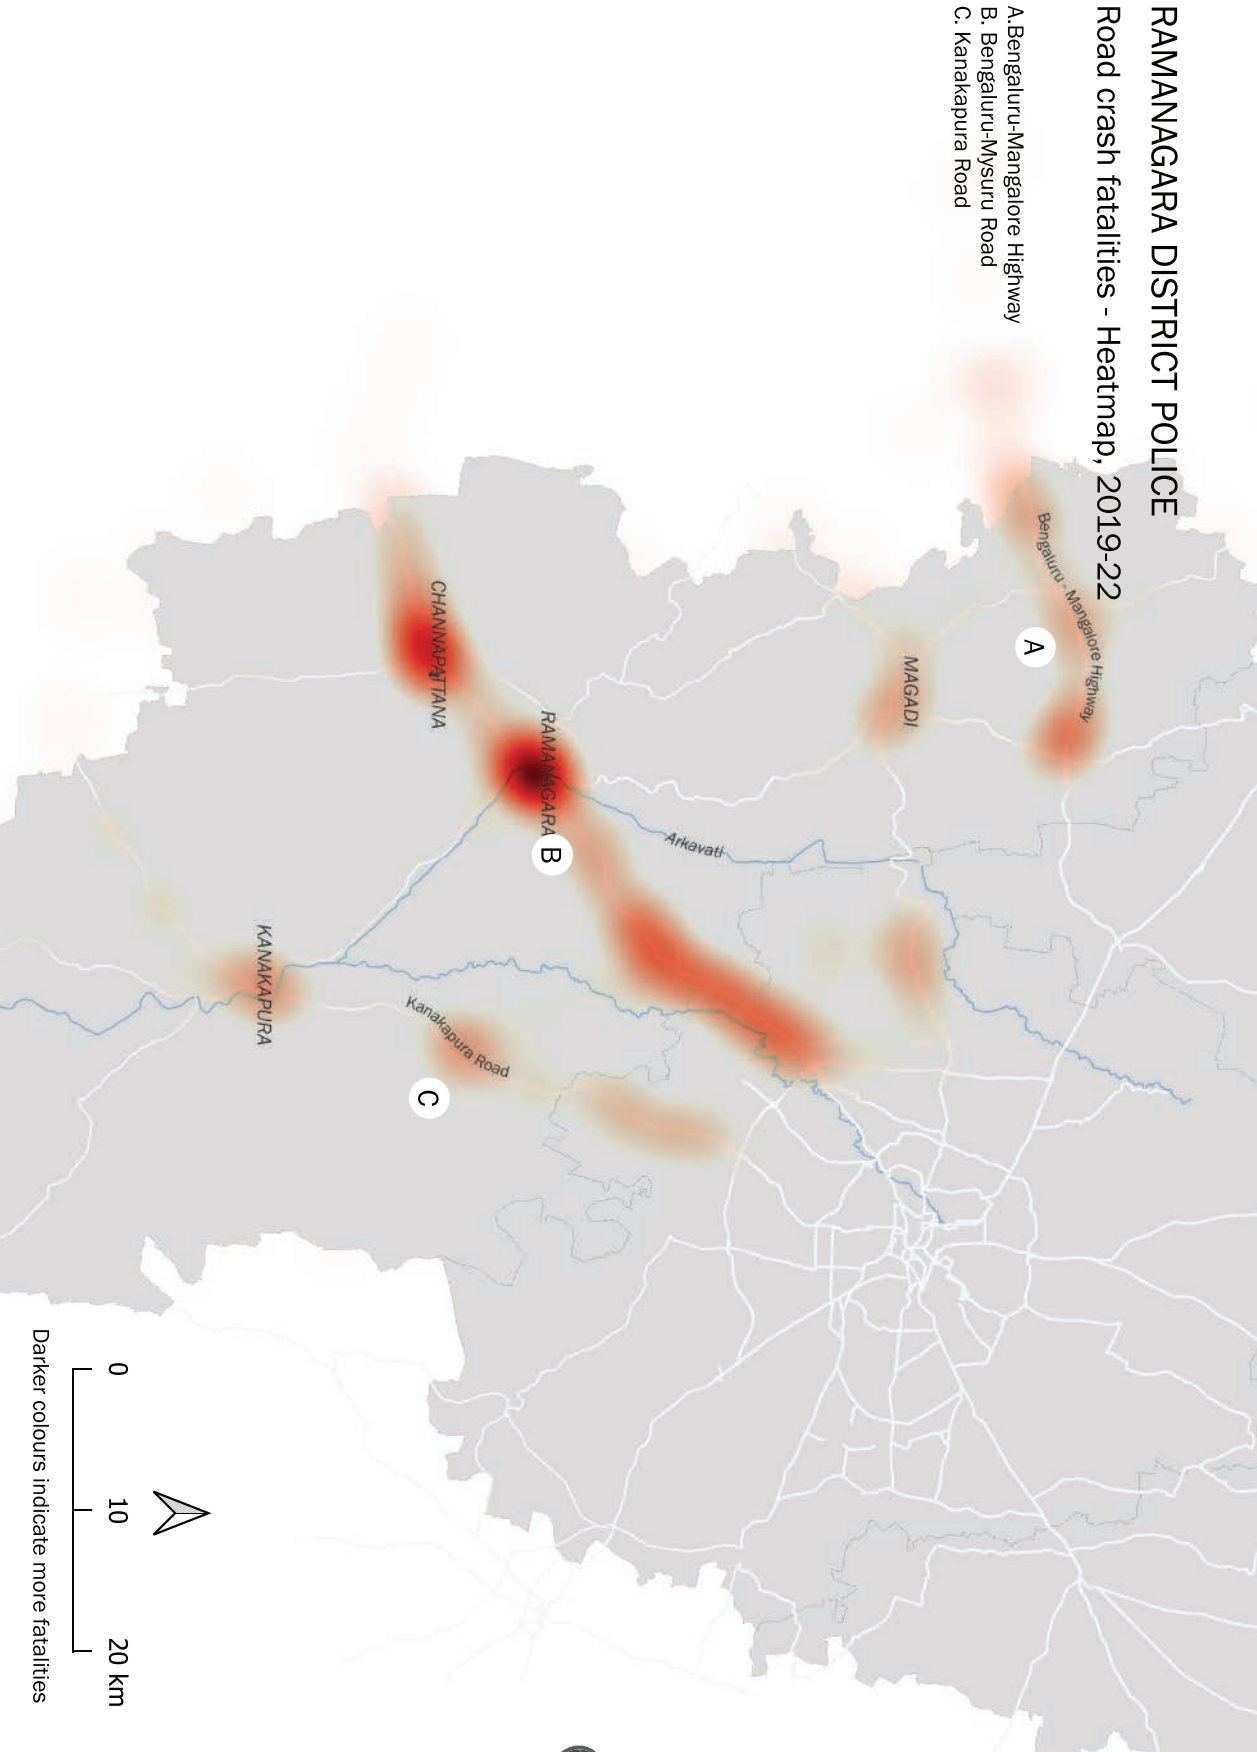 RAMANAGARA DISTRICT POLICE
Road crash fatalities - Heatmap, 2019-22
A.Bengaluru-Mangalore Highway
B. Bengaluru-Mysuru Road
C. Kanakapura Road
Bengaluru - Mangalore Highway
A
MAGADI
CHANNAPATTANA
RAMANAGARA
B
Arkavati
KANAKAPURA
Kanakapura Road
C
0 10 20 km
Darker colours indicate more fatalities